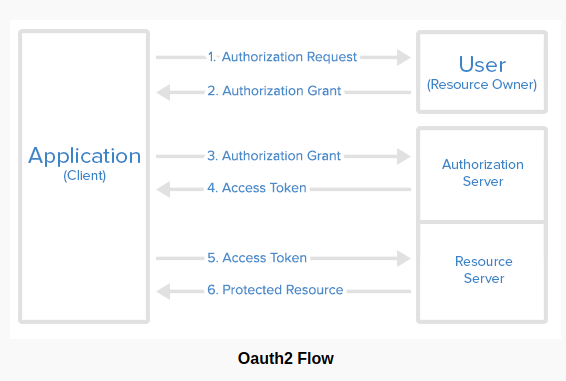 1. Authorization Request
User
(Resource Owner)
2. Authorization Grant
Application
(Client)
3. Authorization Grant
Authorization
Server
4. Access Token
5. Access Token
Resource
Server
6. Protected Resource
Oauth2 Flow